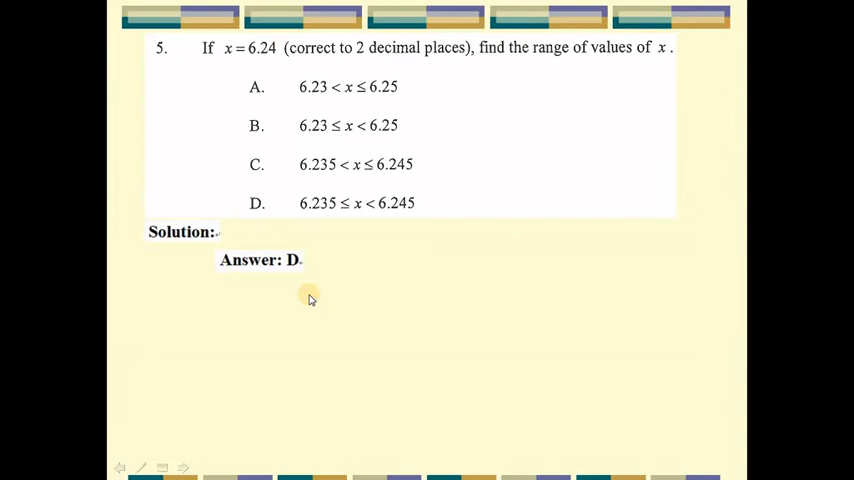 5. If x = 6.24 (correct to 2 decimal places), find the range of values of x .
A. 6.23 < x ≤ 6.25
B. 6.23 ≤ x < 6.25
C. 6.235 < x ≤ 6.245
D. 6.235 ≤ x < 6.245
Solution:
Answer: D